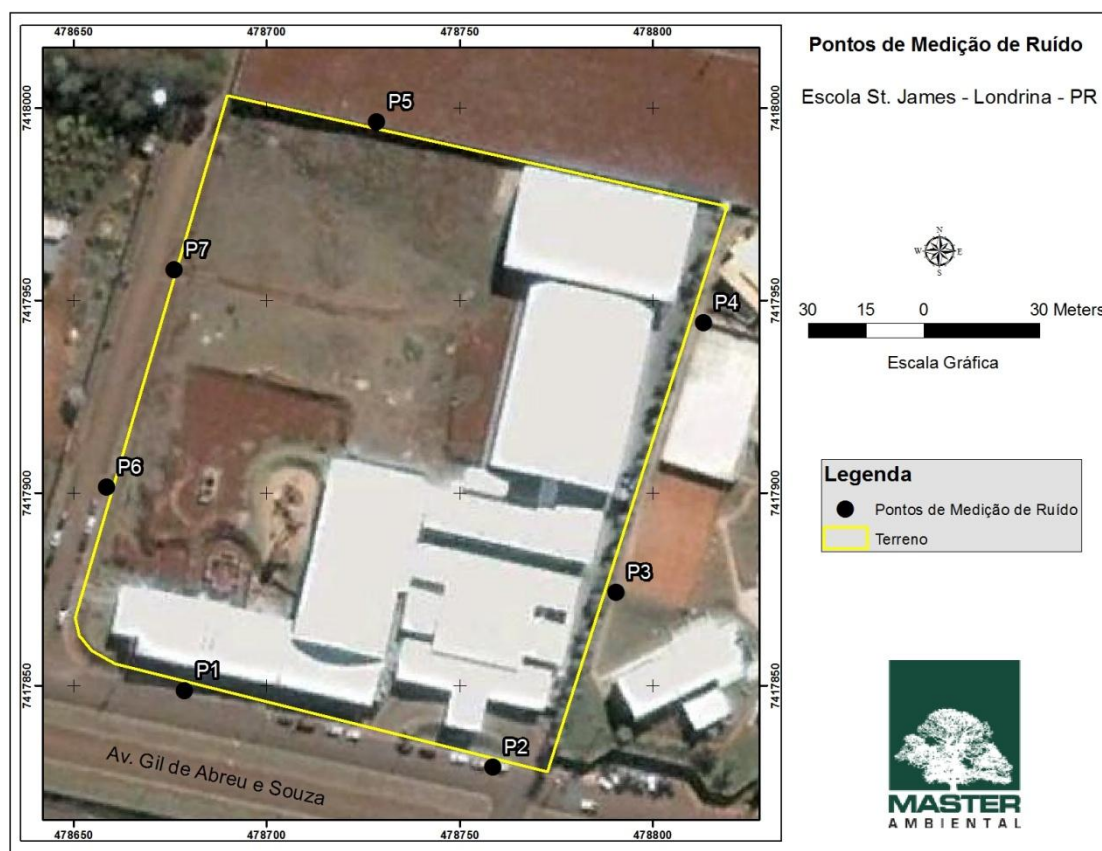 Pontos de Medição de Ruído
Escola St. James - Londrina - PR
478650 478700 478750 478800
7418000 7418000
7417950 7417950
7417900 7417900
7417850 7417850
P5
P7
P4
P6
P3
P1
P2
Av. Gil de Abreu e Souza
478650 478700 478750 478800
N
W E
S
30 15 0 30 Meters
Escala Gráfica
Legenda
Pontos de Medição de Ruído
Terreno
MASTER
AMBIENTAL